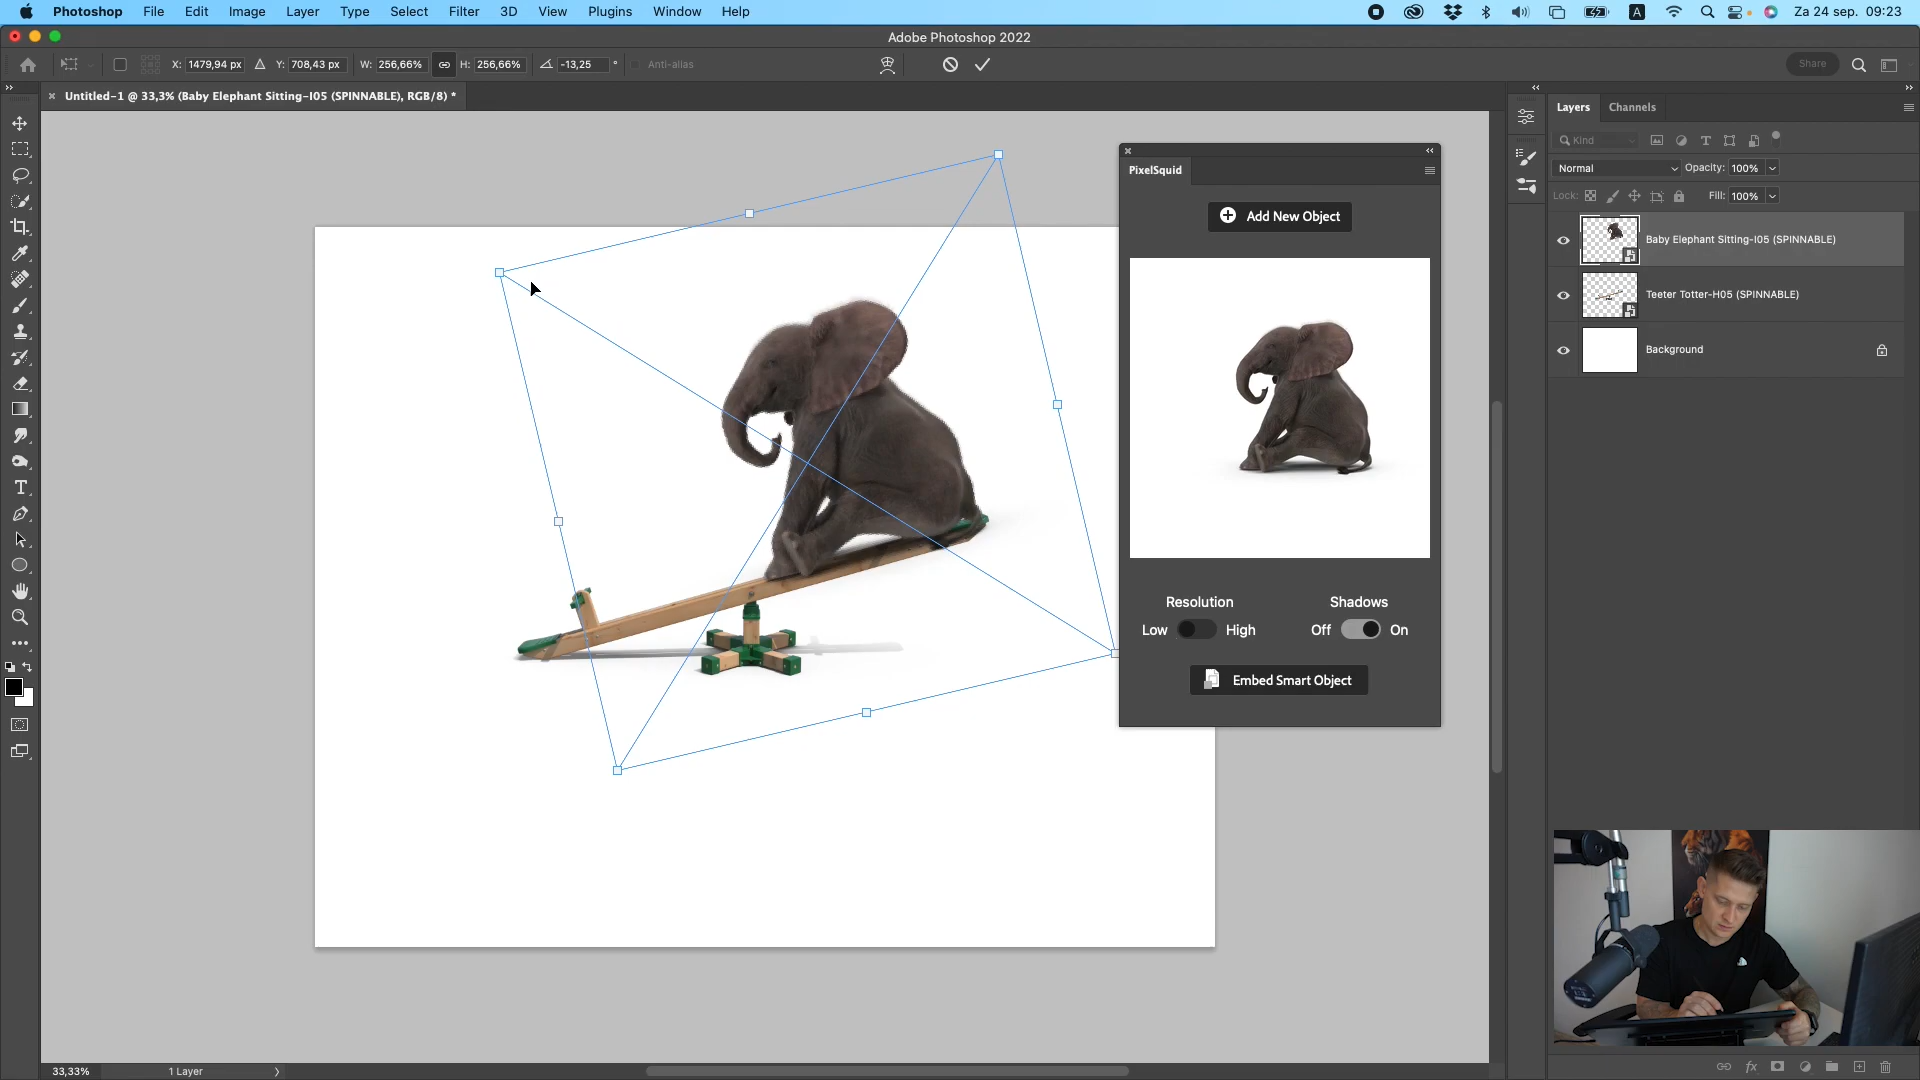 Photoshop File Edit Image Layer Type Select Filter 3D View Plugins Window Help A Za 24 sep. 09:23
Adobe Photoshop 2022
X: 1479,94 px Y: 708,43 px W: 256,66% H: 256,66% -13,25 ° Anti-alias Share
Untitled-1 @ 33,3% (Baby Elephant Sitting-I05 (SPINNABLE), RGB/8) *
Layers Channels
Kind
Normal Opacity: 100%
Lock: Fill: 100%
Baby Elephant Sitting-I05 (SPINNABLE)
Teeter Totter-H05 (SPINNABLE)
Background
PixelSquid
Add New Object
Resolution Shadows
Low High Off On
Embed Smart Object
33,33% 1 Layer